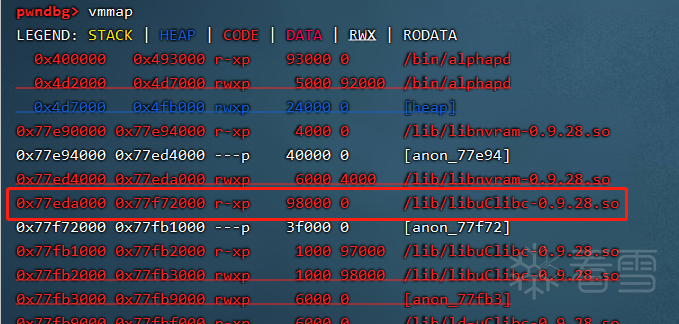 pwndbg> vmmap
LEGEND: STACK | HEAP | CODE | DATA | RWX | RODATA
0x400000 0x493000 r-xp 93000 0 /bin/alphapd
0x4d2000 0x4d7000 rwxp 5000 92000 /bin/alphapd
0x4d7000 0x4fb000 rwxp 24000 0 [heap]
0x77e90000 0x77e94000 r-xp 4000 0 /lib/libnvram-0.9.28.so
0x77e94000 0x77ed4000 ---p 40000 0 [anon_77e94]
0x77ed4000 0x77eda000 rwxp 6000 4000 /lib/libnvram-0.9.28.so
0x77eda000 0x77f72000 r-xp 98000 0 /lib/libuClibc-0.9.28.so
0x77f72000 0x77fb1000 ---p 3f000 0 [anon_77f72]
0x77fb1000 0x77fb2000 r-xp 1000 97000 /lib/libuClibc-0.9.28.so
0x77fb2000 0x77fb3000 rwxp 1000 98000 /lib/libuClibc-0.9.28.so
0x77fb3000 0x77fb9000 rwxp 6000 0 [anon_77fb3]
0x77fb9000 0x77fbf000 r-xp 6000 0 /lib/ld-uClibc-0.9.28.so
看雪